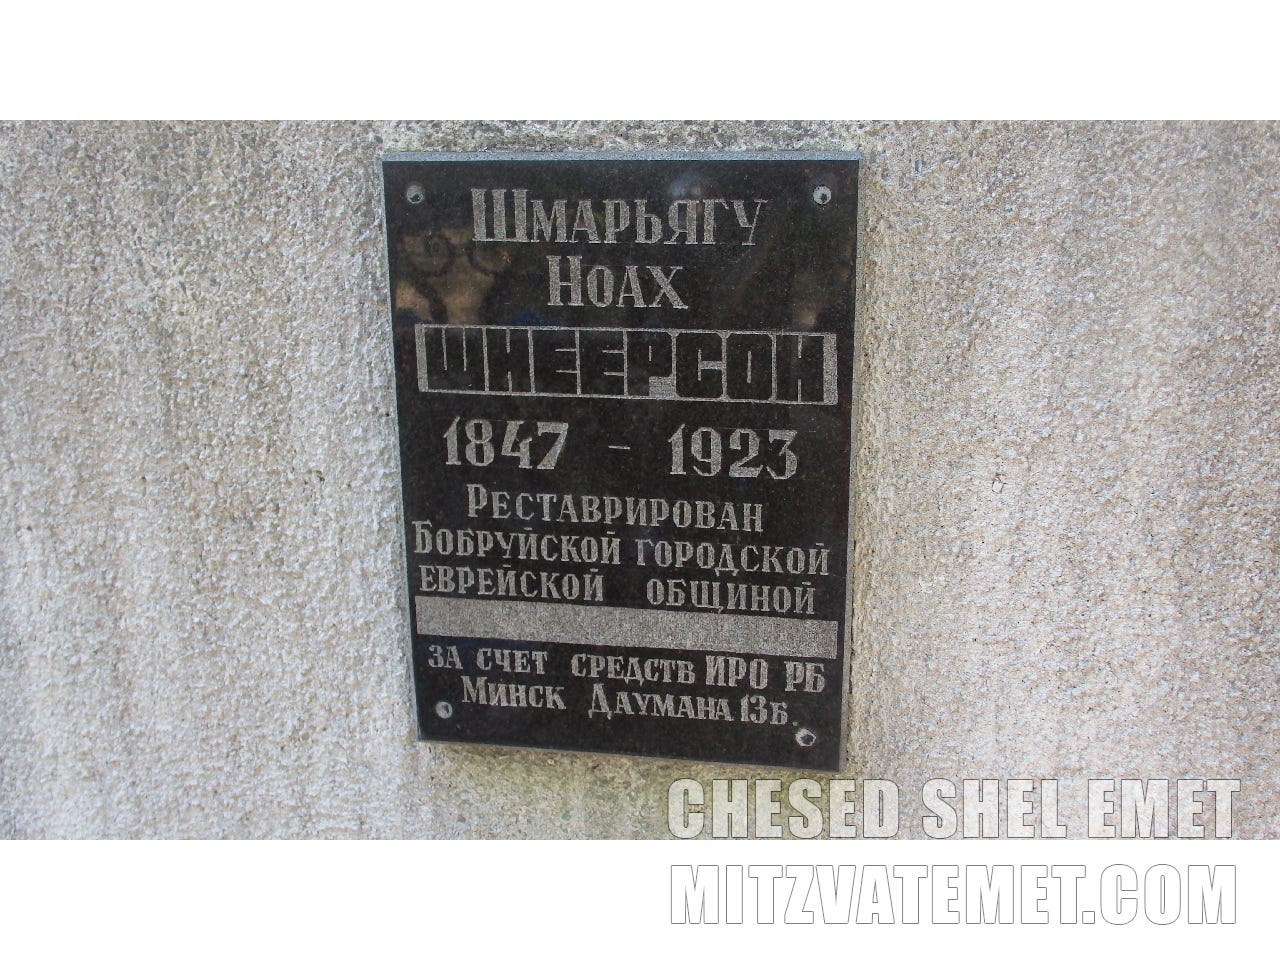 Шмарьягу
Ноах
ШНЕЕРСОН
1847 - 1923
Реставрирован
Бобруйской городской
еврейской общиной
за счет средств ИРО РБ
Минск Даумана 13б.
CHESED SHEL EMET
MITZVATEMET.COM